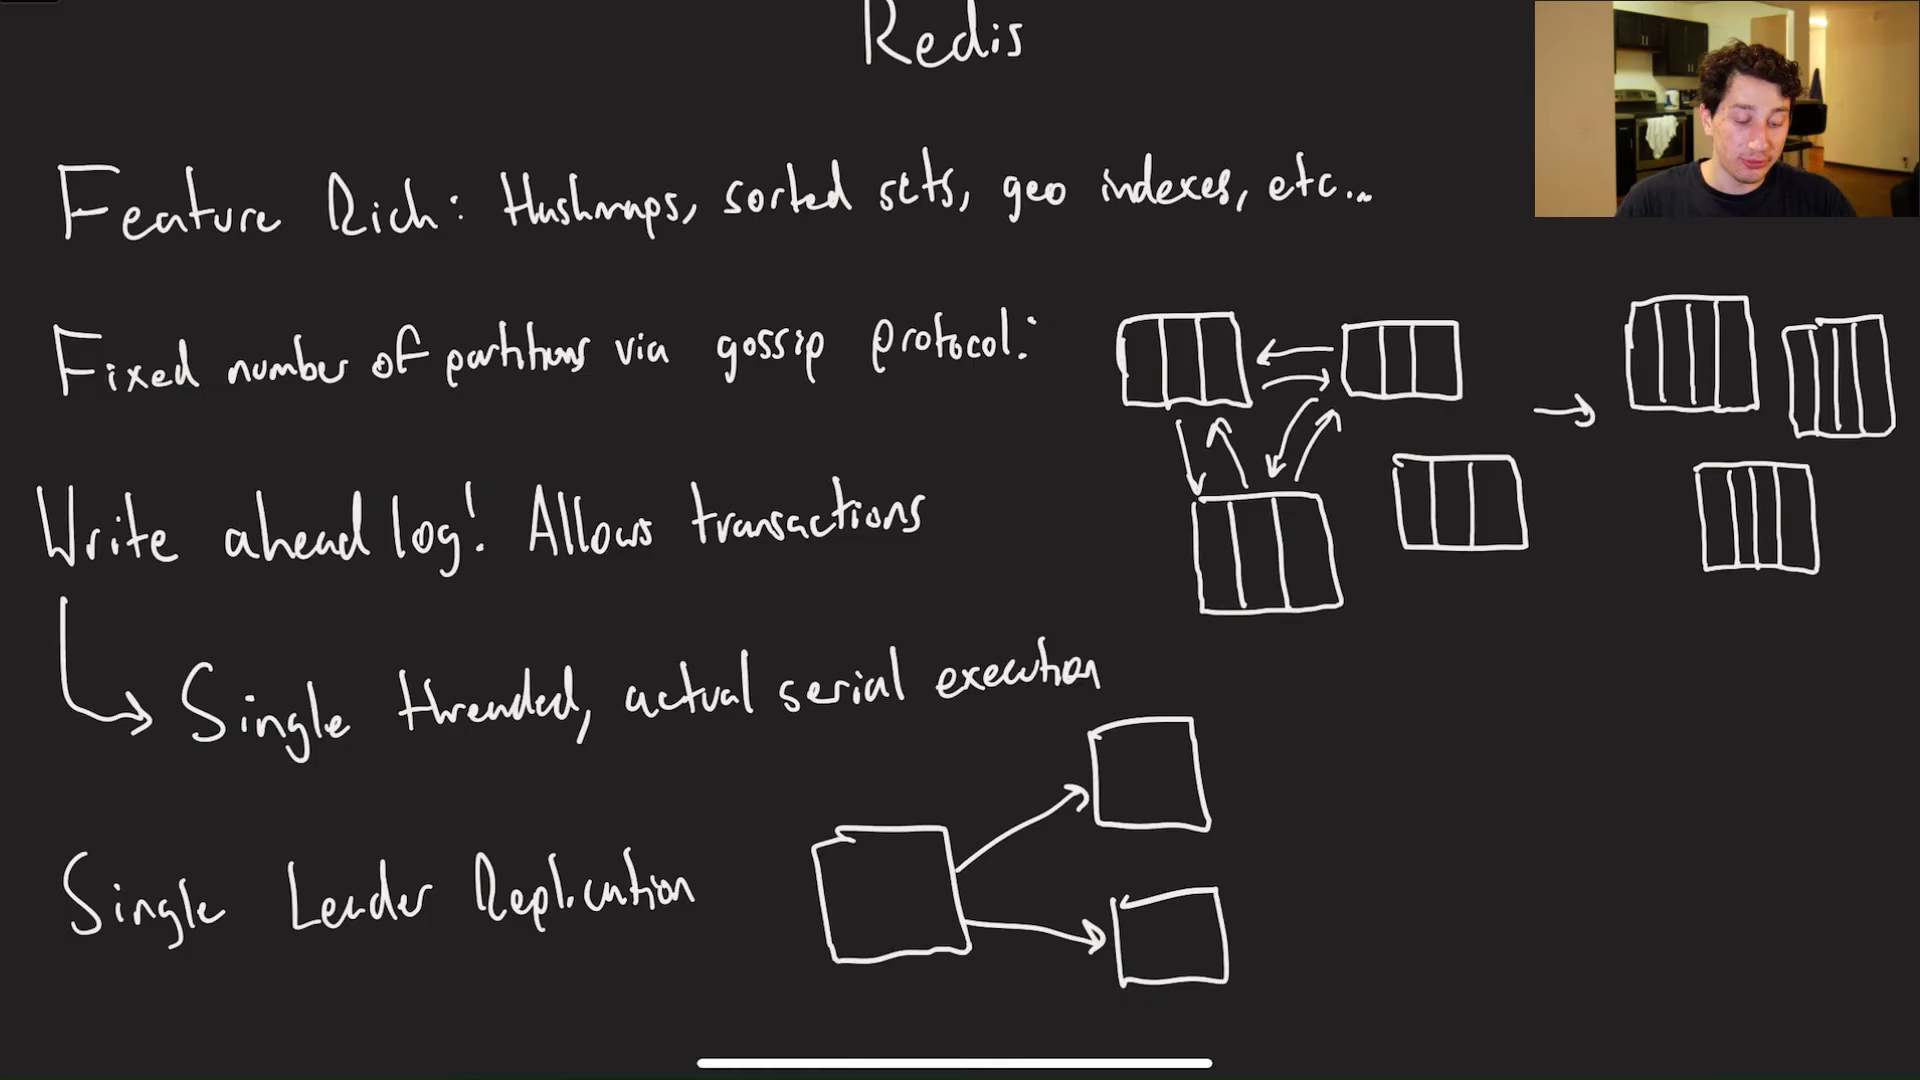 Redis
Feature Rich: Hashmaps, sorted sets, geo indexes, etc...
Fixed number of partitions via gossip protocol:
Write ahead log! Allows transactions
Single threaded, actual serial execution
Single Leader Replication